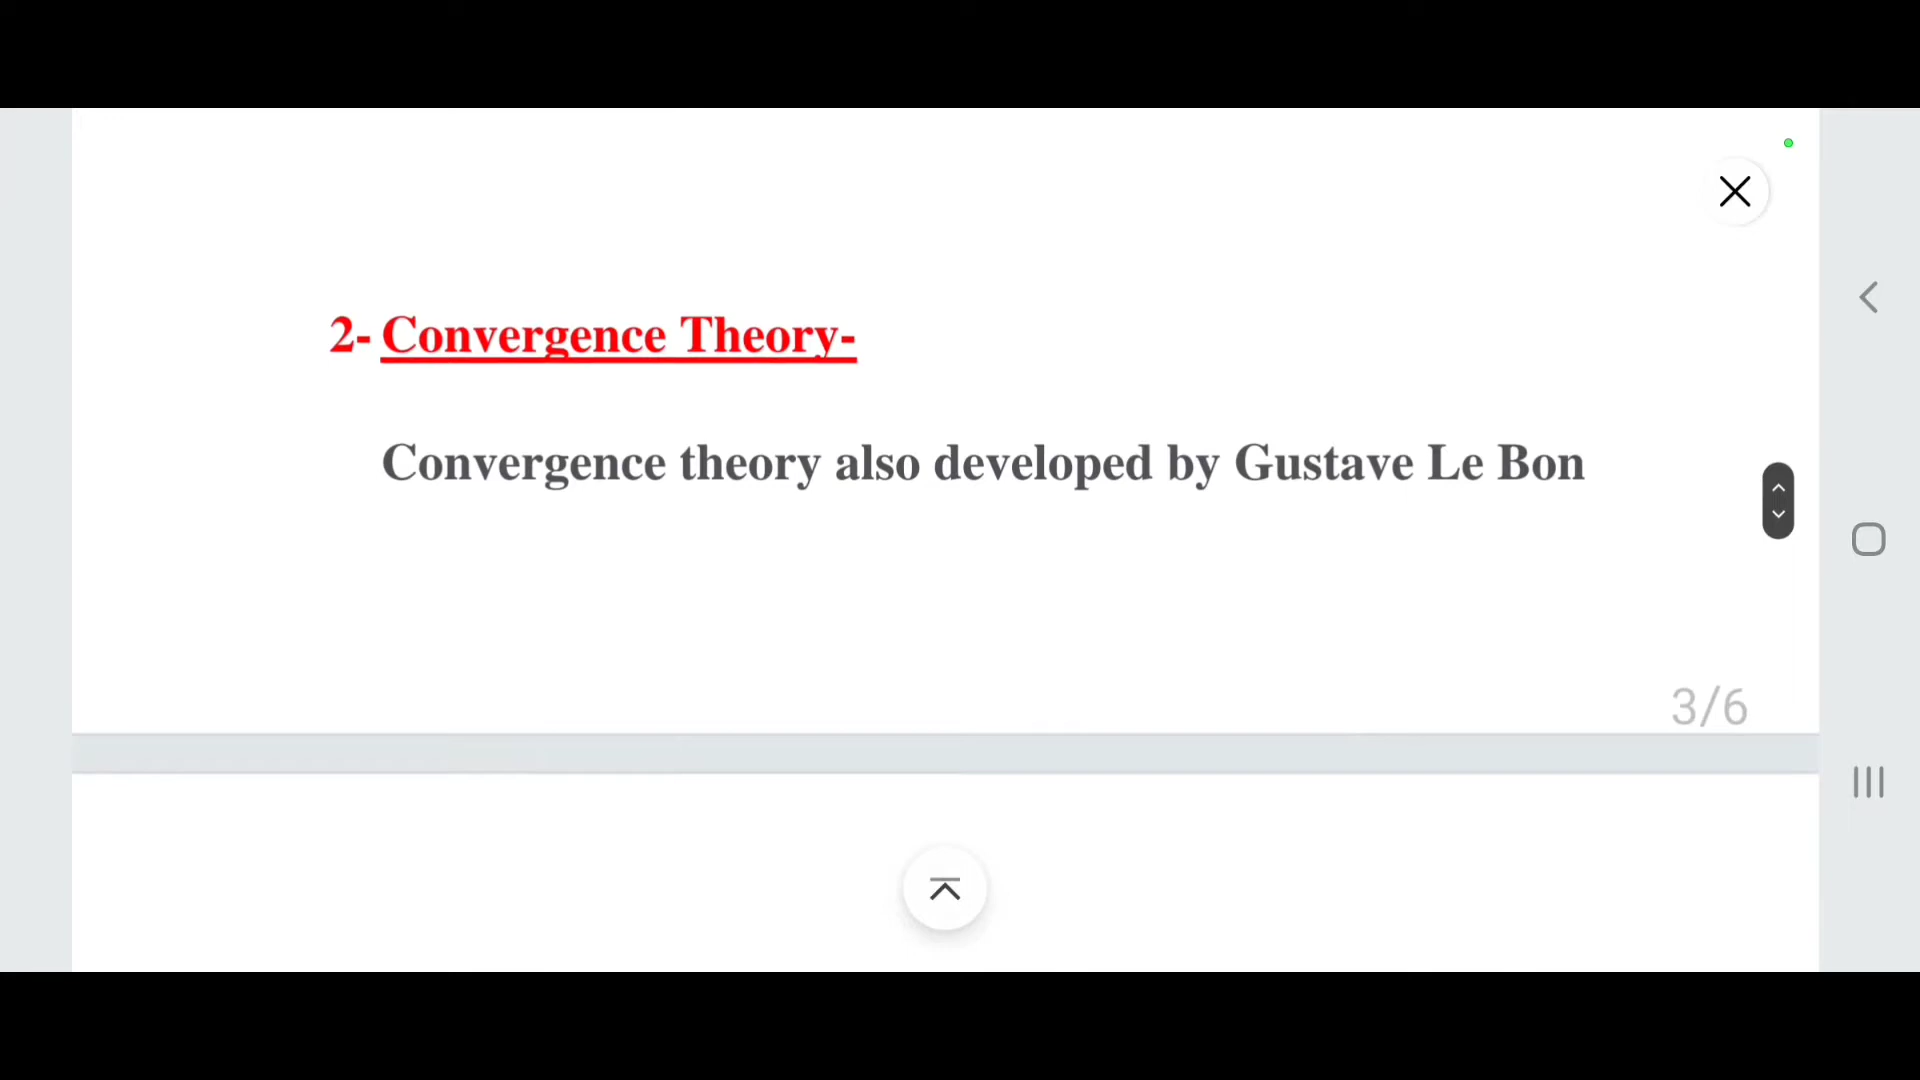 2- Convergence Theory-
Convergence theory also developed by Gustave Le Bon
3/6